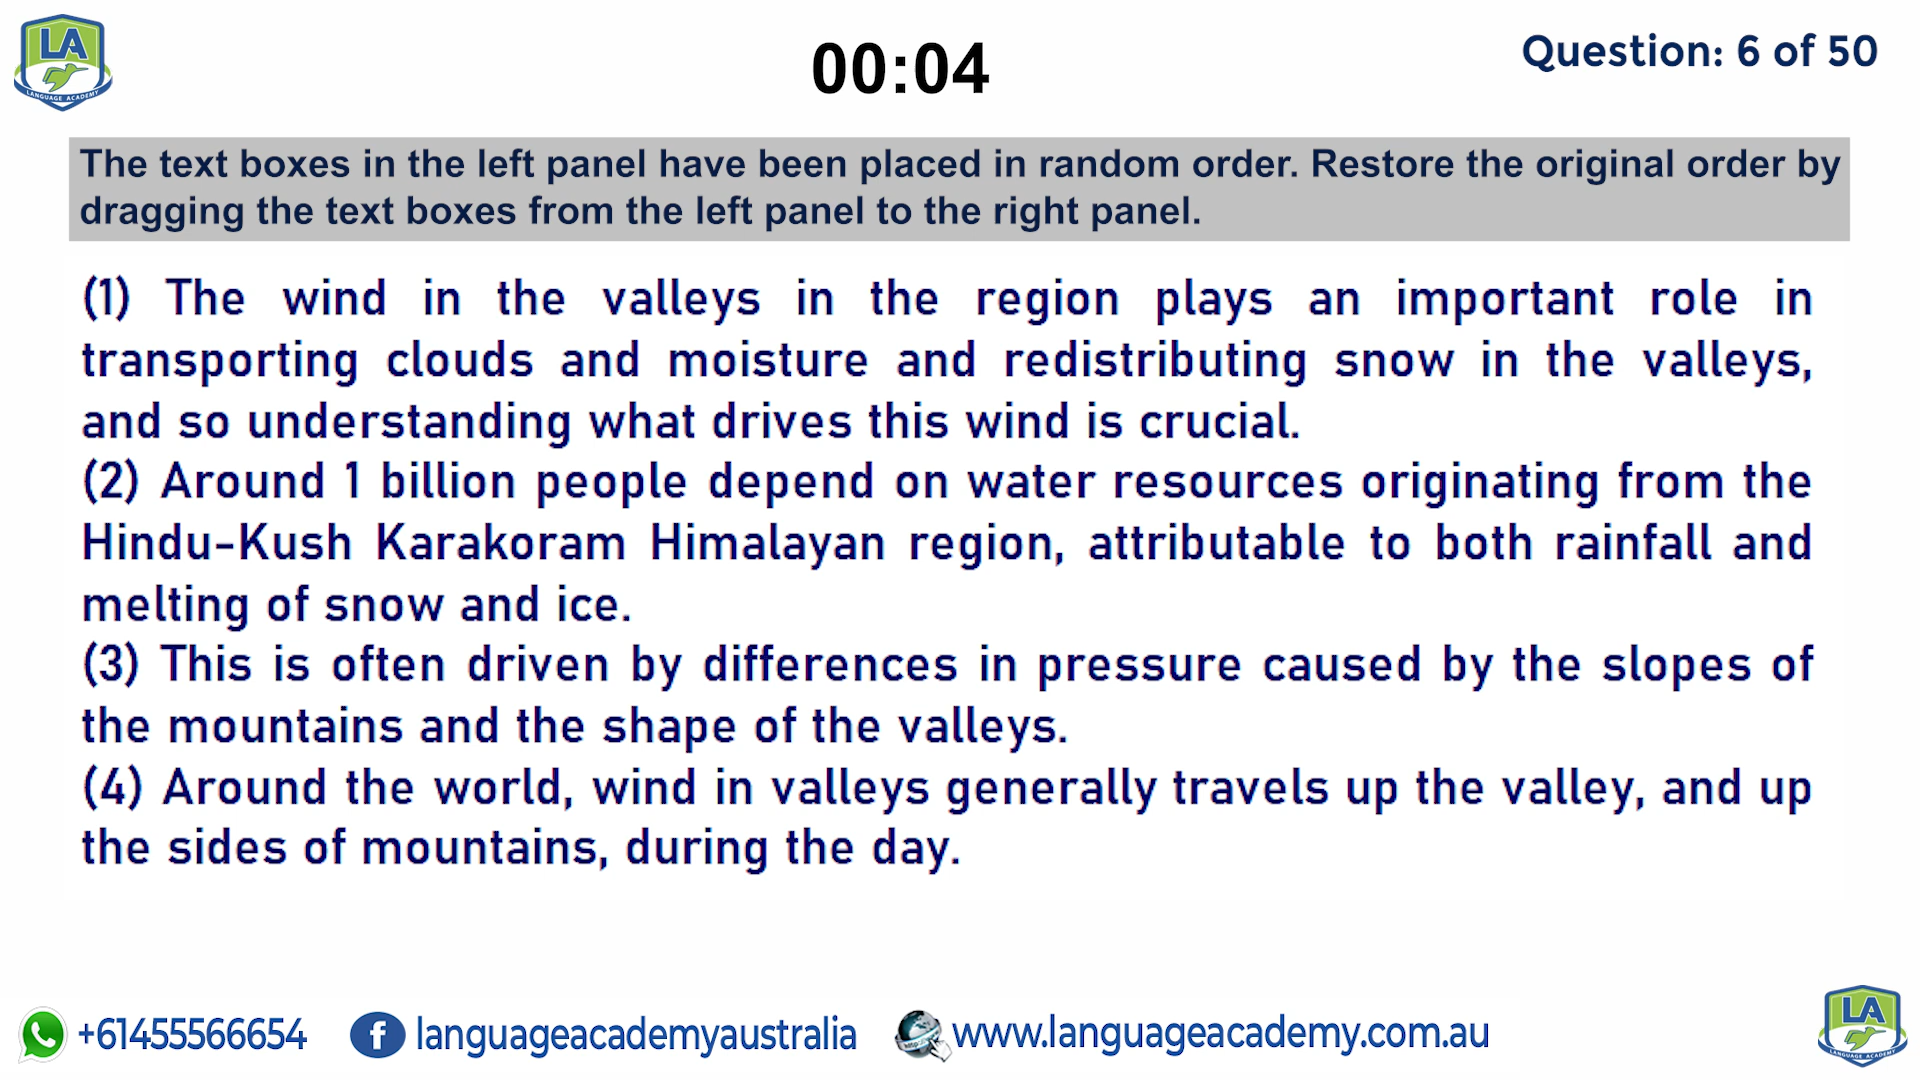 LA
LANGUAGE ACADEMY
00:04
Question: 6 of 50
The text boxes in the left panel have been placed in random order. Restore the original order by
dragging the text boxes from the left panel to the right panel.
(1) The wind in the valleys in the region plays an important role in
transporting clouds and moisture and redistributing snow in the valleys,
and so understanding what drives this wind is crucial.
(2) Around 1 billion people depend on water resources originating from the
Hindu-Kush Karakoram Himalayan region, attributable to both rainfall and
melting of snow and ice.
(3) This is often driven by differences in pressure caused by the slopes of
the mountains and the shape of the valleys.
(4) Around the world, wind in valleys generally travels up the valley, and up
the sides of mountains, during the day.
+61455566654
f languageacademyaustralia
http:// www.languageacademy.com.au
LA
LANGUAGE ACADEMY